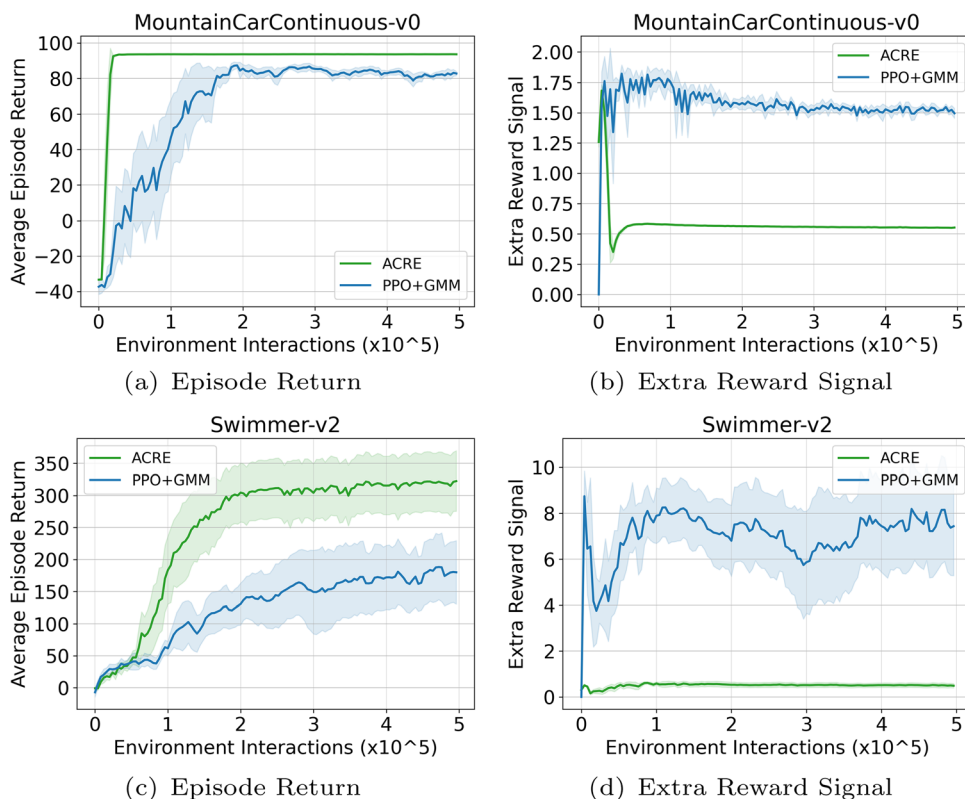 MountainCarContinuous-v0
100
80
60
40
20
0
−20
−40
Average Episode Return
ACRE
PPO+GMM
0 1 2 3 4 5
Environment Interactions (x10^5)
(a) Episode Return
MountainCarContinuous-v0
2.00
1.75
1.50
1.25
1.00
0.75
0.50
0.25
0.00
Extra Reward Signal
ACRE
PPO+GMM
0 1 2 3 4 5
Environment Interactions (x10^5)
(b) Extra Reward Signal
Swimmer-v2
350
300
250
200
150
100
50
0
Average Episode Return
ACRE
PPO+GMM
0 1 2 3 4 5
Environment Interactions (x10^5)
(c) Episode Return
Swimmer-v2
10
8
6
4
2
0
Extra Reward Signal
ACRE
PPO+GMM
0 1 2 3 4 5
Environment Interactions (x10^5)
(d) Extra Reward Signal